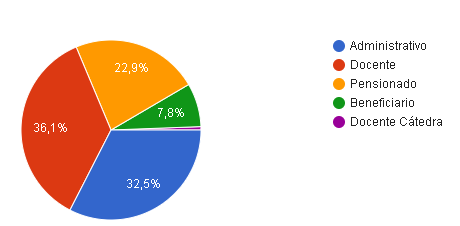 22,9%
7,8%
36,1%
32,5%
Administrativo
Docente
Pensionado
Beneficiario
Docente Cátedra